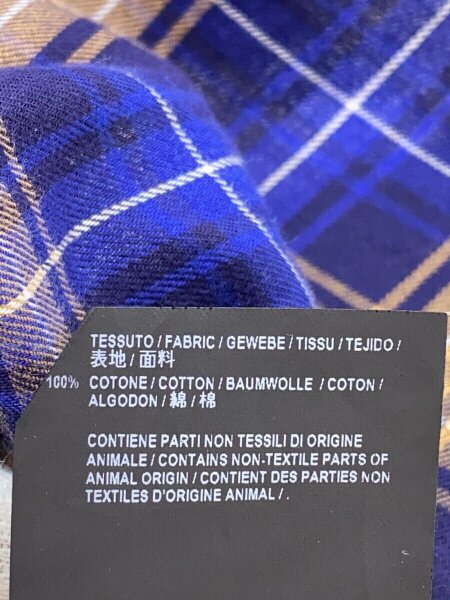 TESSUTO / FABRIC / GEWEBE / TISSU / TEJIDO /
表地 / 面料
100% COTONE / COTTON / BAUMWOLLE / COTON /
ALGODON / 綿 / 棉
CONTIENE PARTI NON TESSILI DI ORIGINE
ANIMALE / CONTAINS NON-TEXTILE PARTS OF
ANIMAL ORIGIN / CONTIENT DES PARTIES NON
TEXTILES D'ORIGINE ANIMAL / .